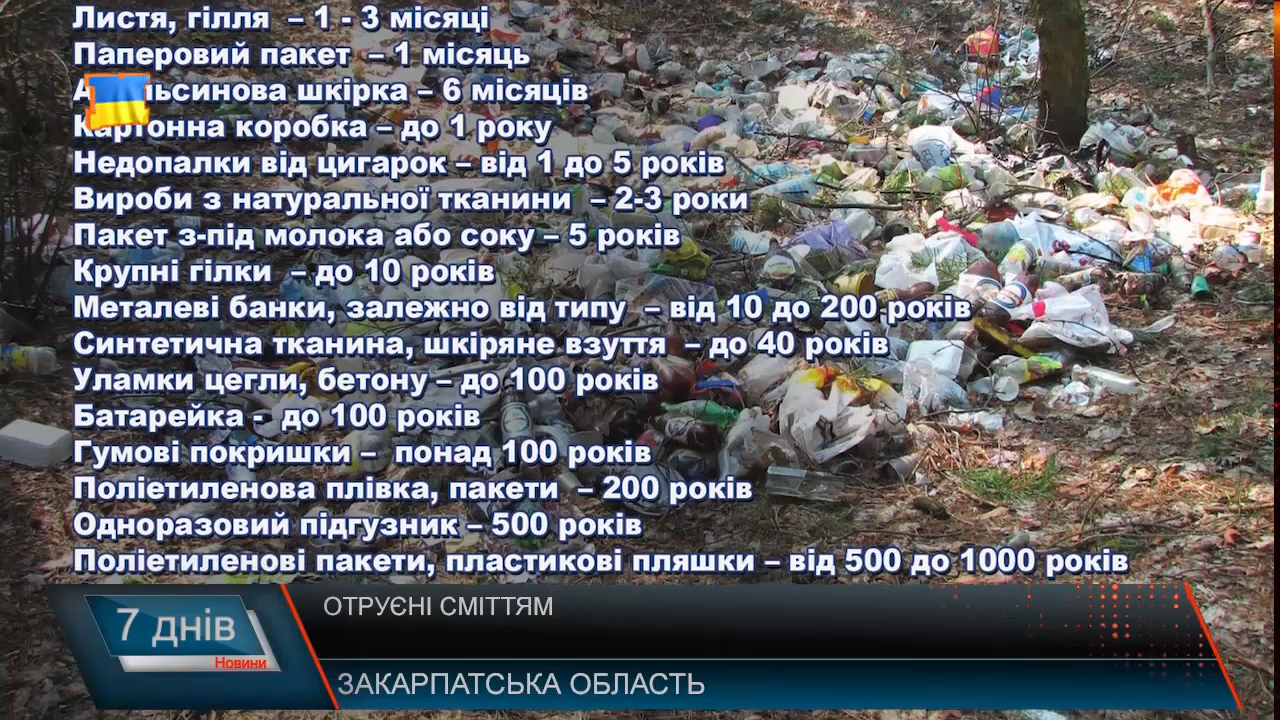 Листя, гілля – 1 - 3 місяці
Паперовий пакет – 1 місяць
шкірка – 6 місяців
Картонна коробка – до 1 року
Недопалки від цигарок – від 1 до 5 років
Вироби з натуральної тканини – 2-3 роки
Пакет з-під молока або соку – 5 років
Крупні гілки – до 10 років
Металеві банки, залежно від типу – від 10 до 200 років
Синтетична тканина, шкіряне взуття – до 40 років
Уламки цегли, бетону – до 100 років
Батарейка - до 100 років
Гумові покришки – понад 100 років
Поліетиленова плівка, пакети – 200 років
Одноразовий підгузник – 500 років
Поліетиленові пакети, пластикові пляшки – від 500 до 1000 років
7 днів
Новини
ОТРУЄНІ СМІТТЯМ
ЗАКАРПАТСЬКА ОБЛАСТЬ